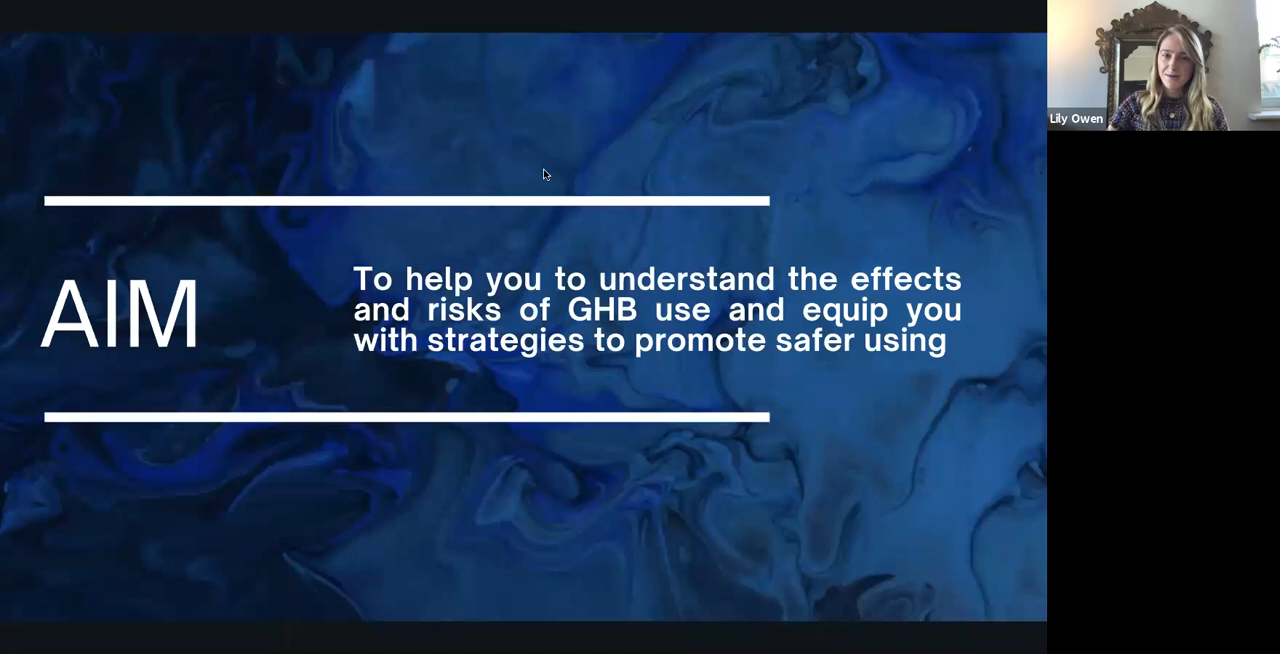 AIM
To help you to understand the effects
and risks of GHB use and equip you
with strategies to promote safer using
Lily Owen